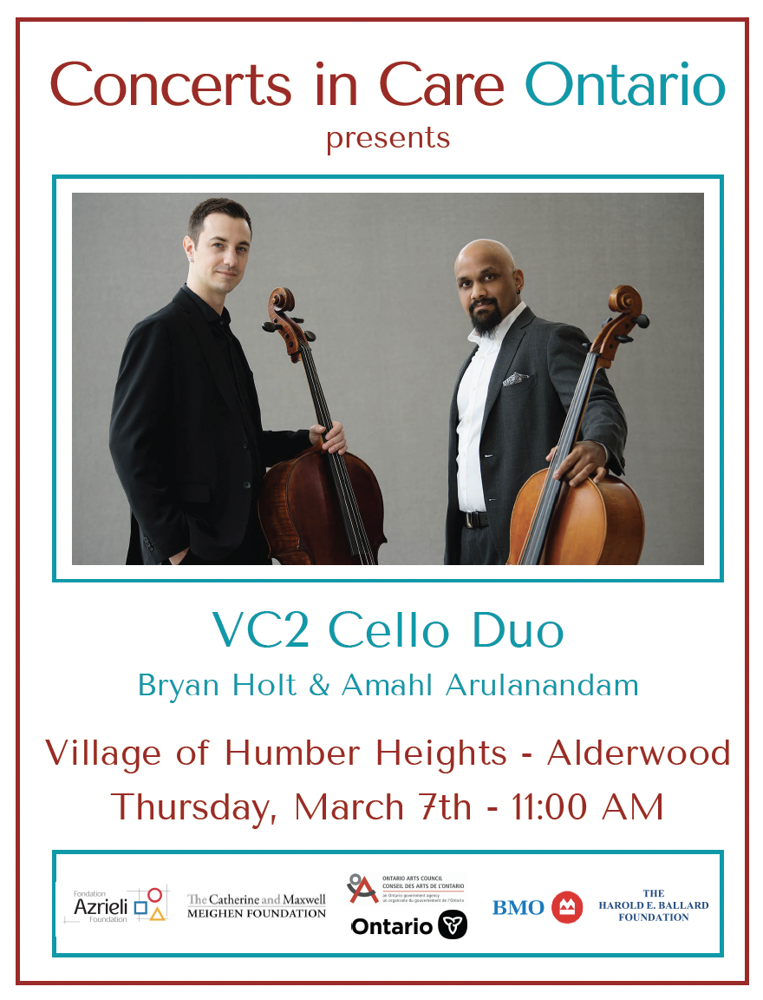 Concerts in Care Ontario
presents
VC2 Cello Duo
Bryan Holt & Amahl Arulanandam
Village of Humber Heights - Alderwood
Thursday, March 7th - 11:00 AM
Fondation
Azrieli
Foundation
The Catherine and Maxwell
MEIGHEN FOUNDATION
ONTARIO ARTS COUNCIL
CONSEIL DES ARTS DE L'ONTARIO
an Ontario government agency
un organisme du gouvernement de l'Ontario
Ontario
BMO
THE
HAROLD E. BALLARD
FOUNDATION